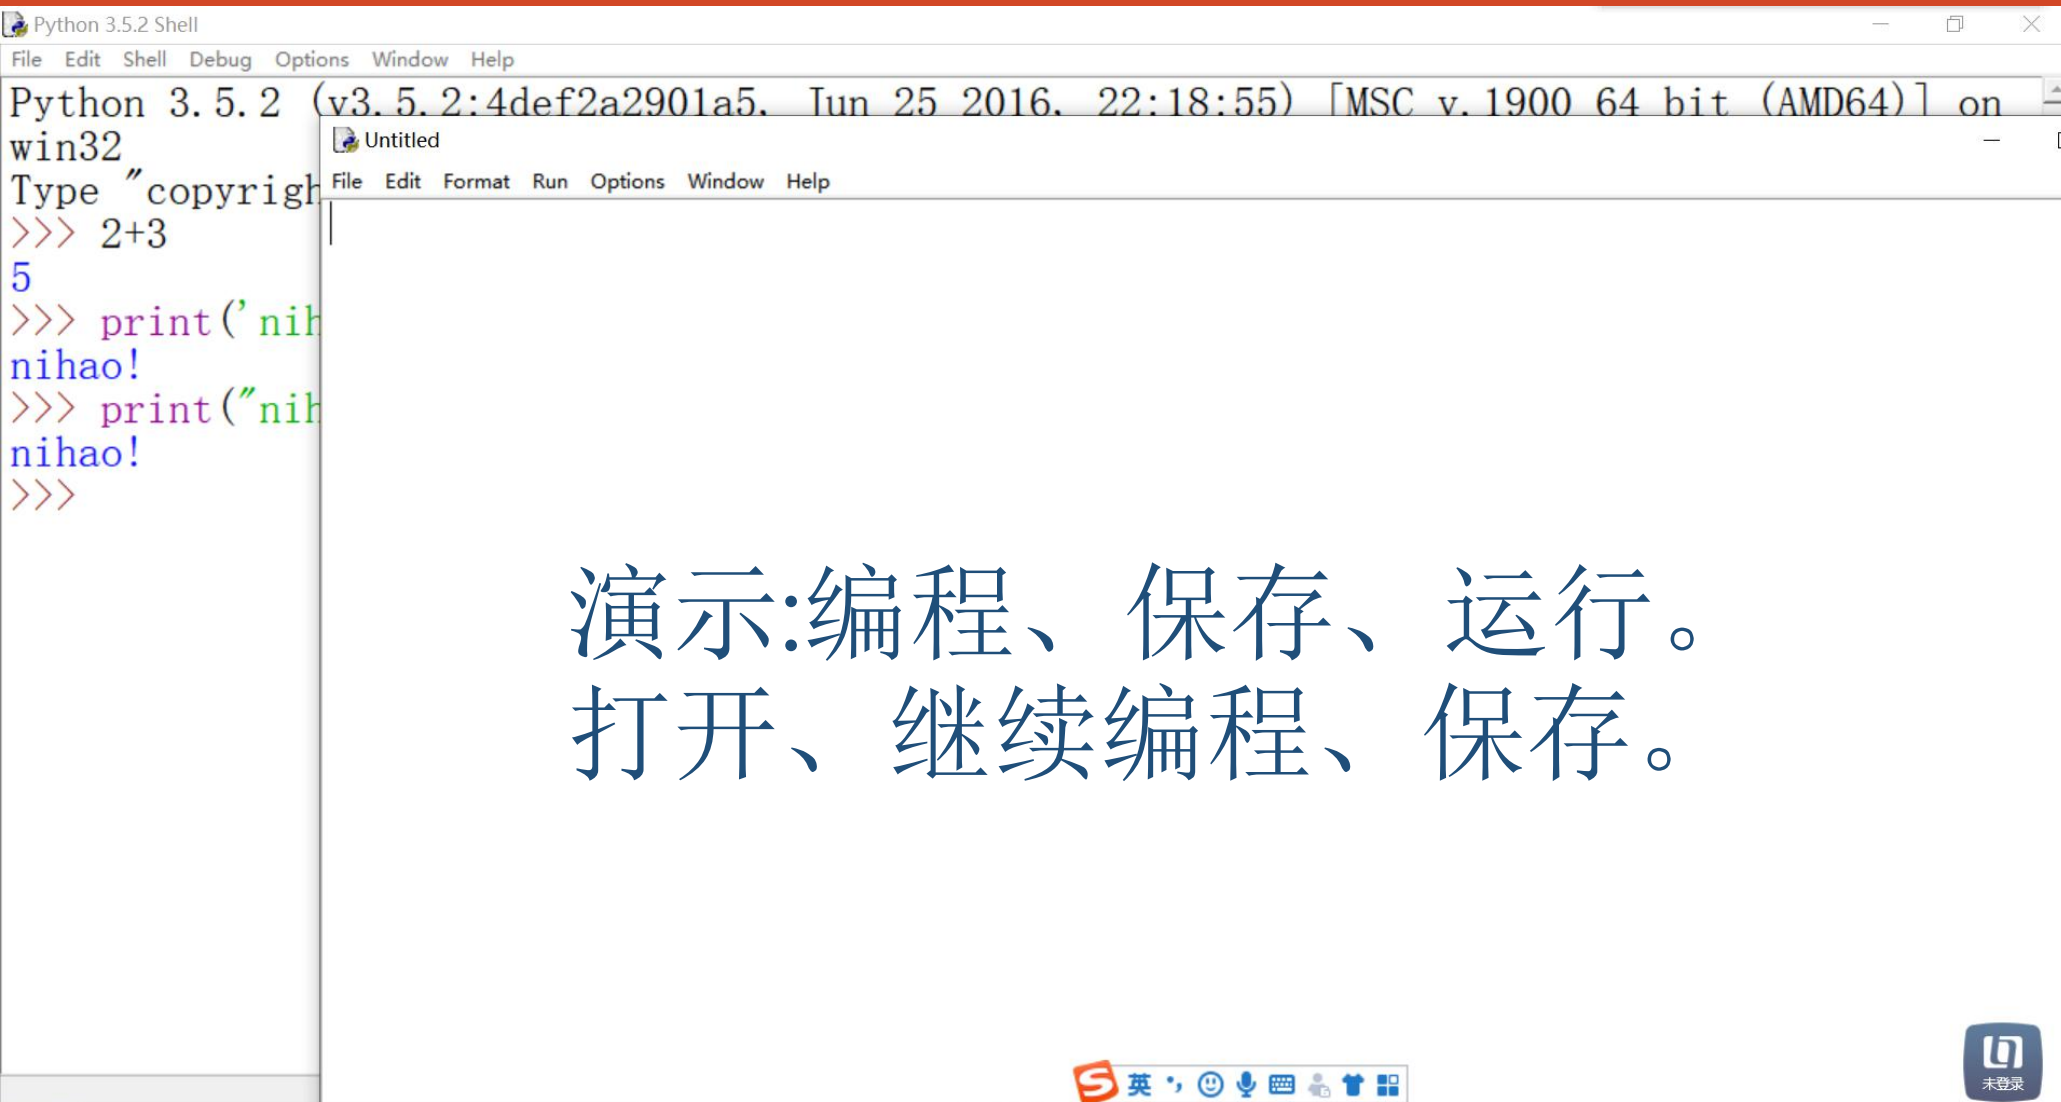 Python 3.5.2 Shell
File Edit Shell Debug Options Window Help
Python 3.5.2 (v3.5.2:4def2a2901a5, Jun 25 2016, 22:18:55) [MSC v.1900 64 bit (AMD64)] on
win32
Type "copyrigh
>>> 2+3
5
>>> print('nih
nihao!
>>> print("nih
nihao!
>>>
Untitled
File Edit Format Run Options Window Help
演示:编程、保存、运行。
打开、继续编程、保存。
英
未登录